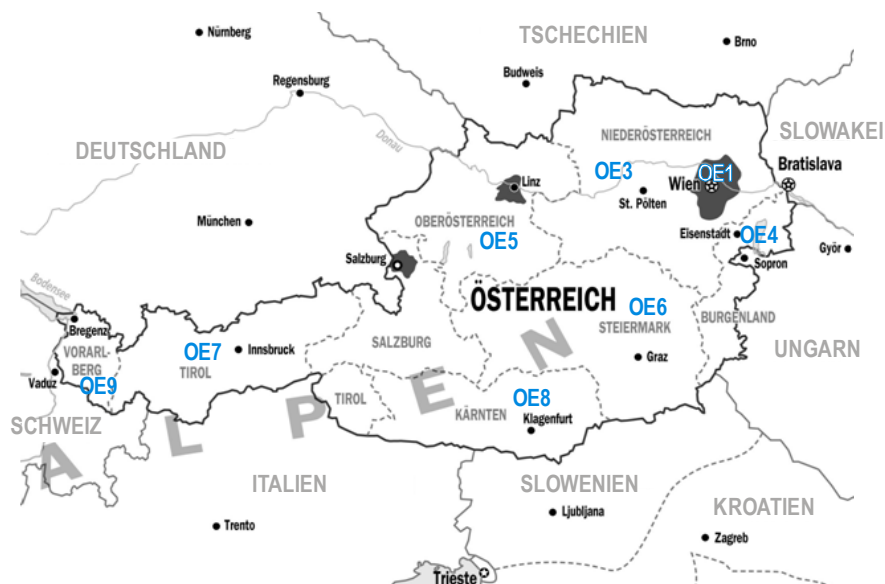 Nürnberg
TSCHECHIEN
Brno
Budweis
Regensburg
NIEDERÖSTERREICH
SLOWAKEI
Donau
DEUTSCHLAND
OE3
OE1
Bratislava
Linz
Wien
St. Pölten
München
OBERÖSTERREICH
OE5
Eisenstadt
OE4
Györ
Salzburg
Sopron
Bodensee
ÖSTERREICH
OE6
STEIERMARK
BURGENLAND
Bregenz
VORARL-
BERG
OE7
TIROL
Innsbruck
SALZBURG
Graz
UNGARN
Vaduz
OE9
TIROL
OE8
KÄRNTEN
Klagenfurt
SCHWEIZ
ALPEN
ITALIEN
SLOWENIEN
KROATIEN
Trento
Ljubljana
Zagreb
Trieste